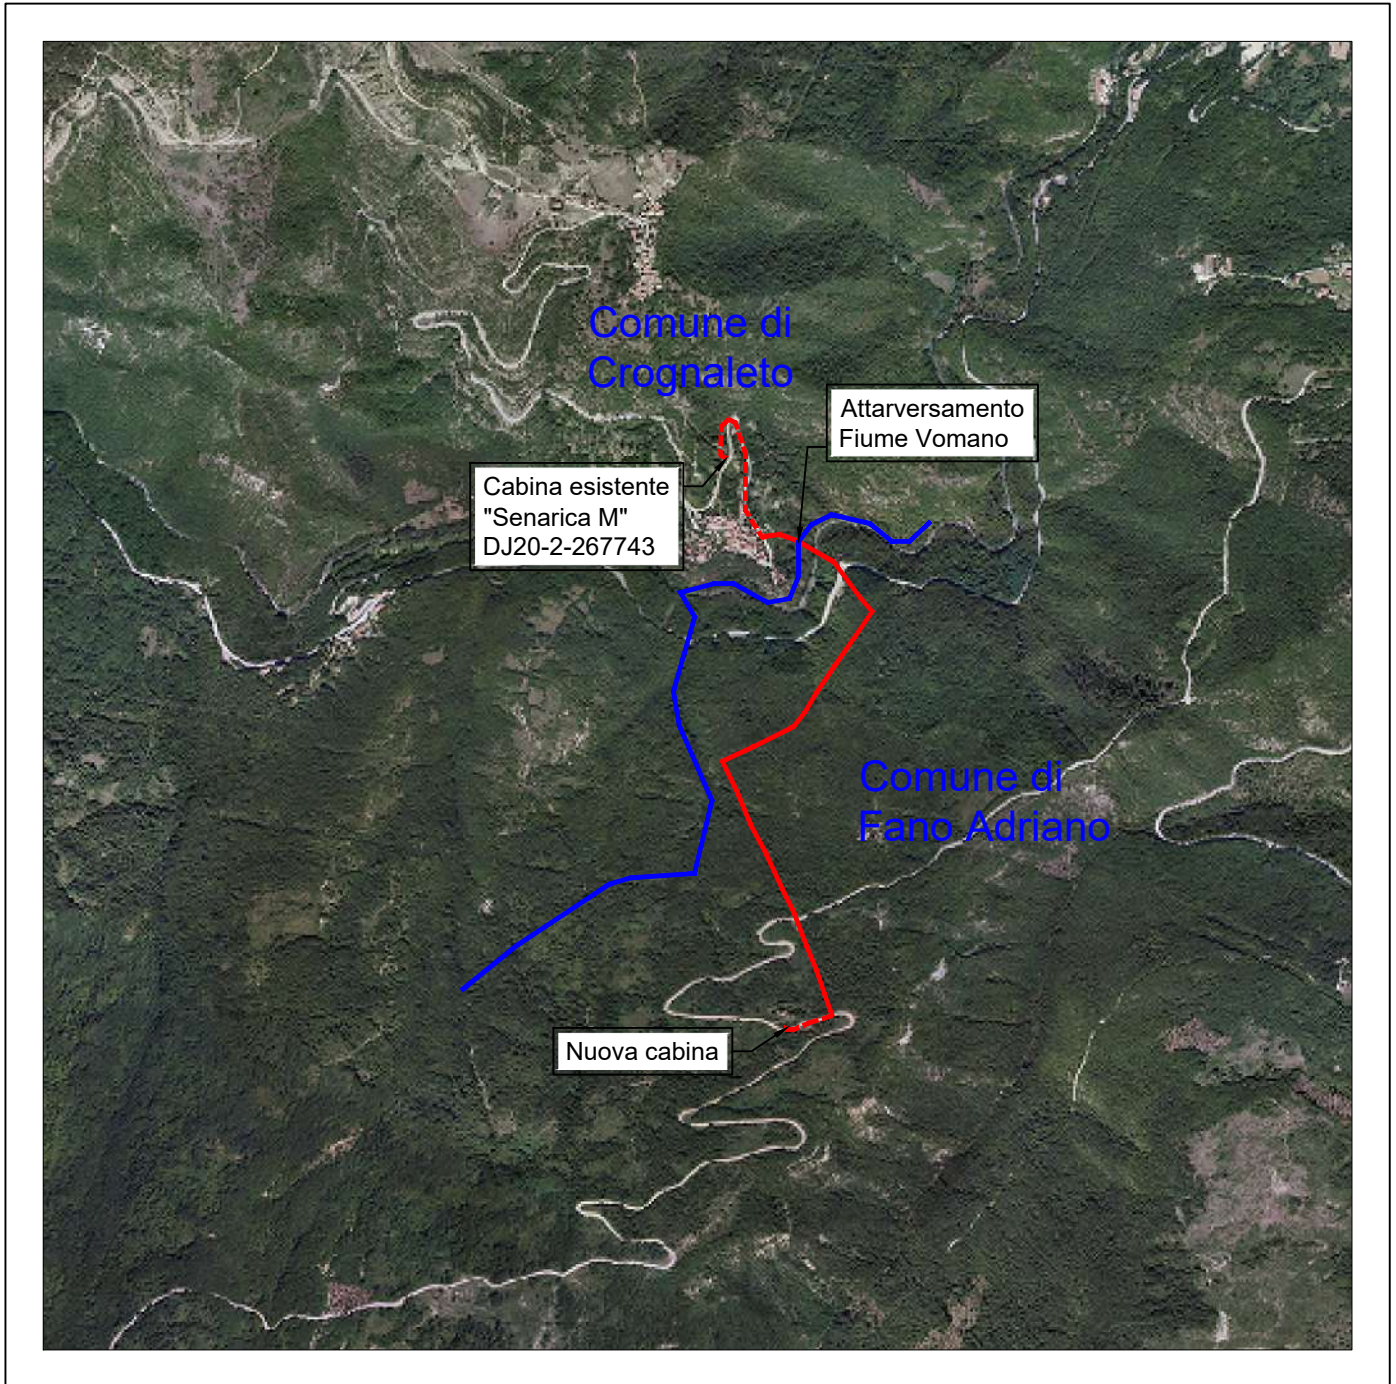 Comune di
Crognaleto
Attarversamento
Fiume Vomano
Cabina esistente
"Senarica M"
DJ20-2-267743
Comune di
Fano Adriano
Nuova cabina